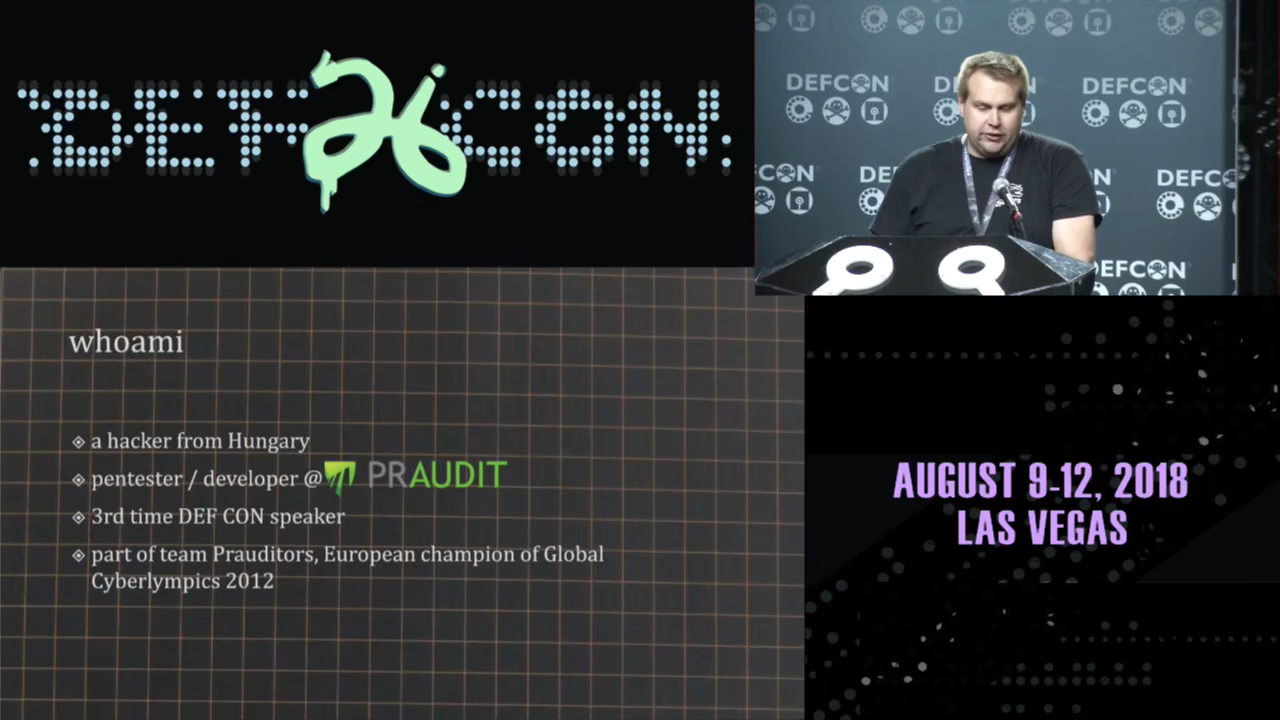 DEF 26 CON
DEFCON
DEFCON
DEFCON
DEFCON
whoami
a hacker from Hungary
pentester / developer @ PRAUDIT
3rd time DEF CON speaker
part of team Prauditors, European champion of Global
Cyberlympics 2012
AUGUST 9-12, 2018
LAS VEGAS